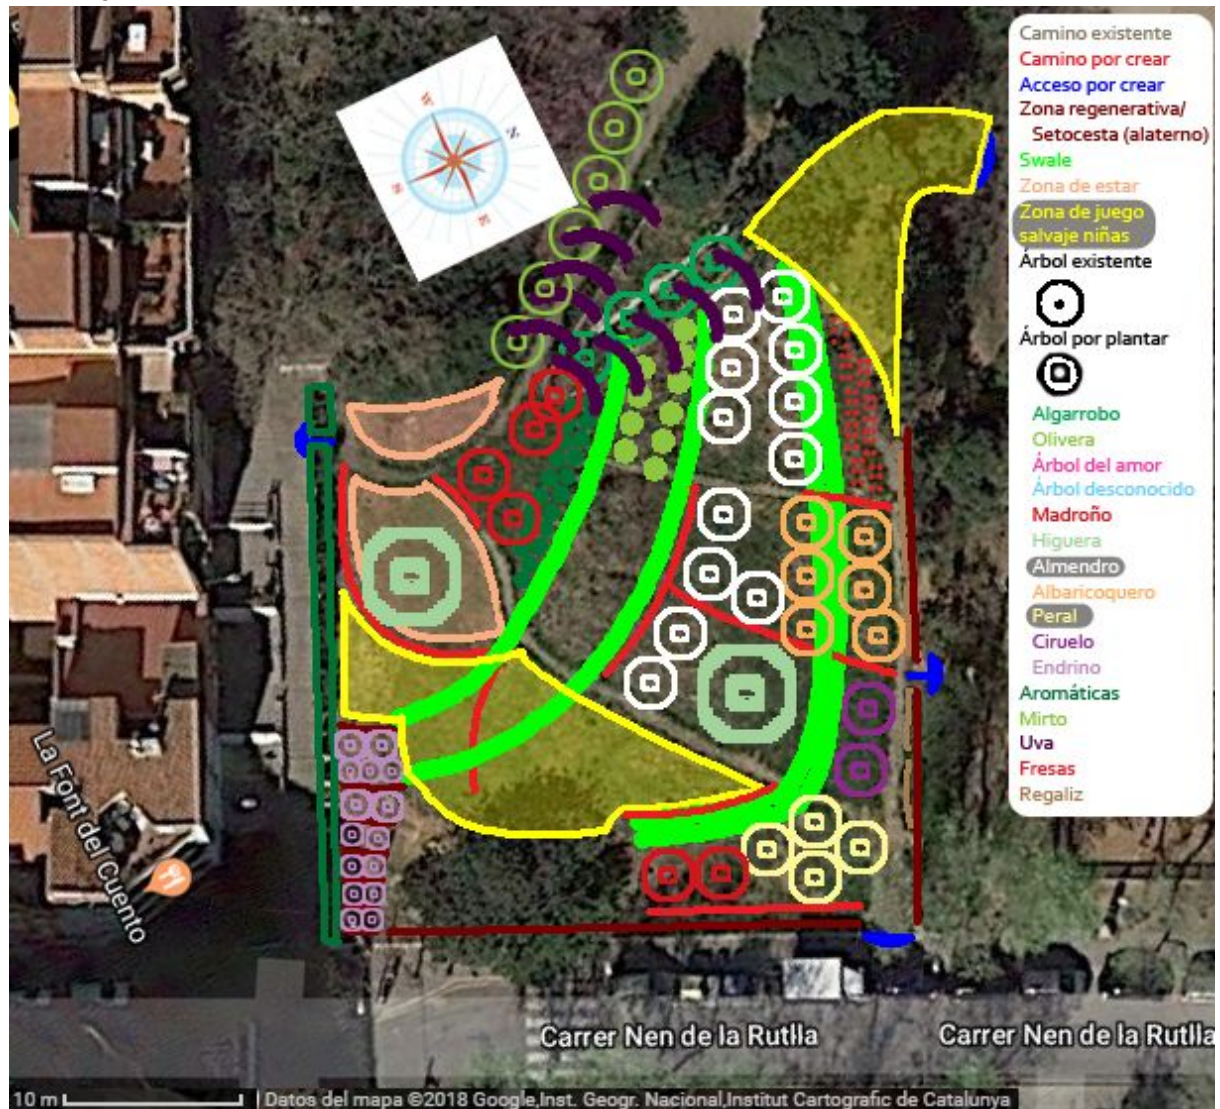 W
N
S
E
Camino existente
Camino por crear
Acceso por crear
Zona regenerativa/
Setocesta (alaterno)
Swale
Zona de estar
Zona de juego
salvaje niñas
Árbol existente
Árbol por plantar
Algarrobo
Olivera
Árbol del amor
Árbol desconocido
Madroño
Higuera
Almendro
Albaricoquero
Peral
Ciruelo
Endrino
Aromáticas
Mirto
Uva
Fresas
Regaliz
La Font del Cuento
Carrer Nen de la Rutlla
Carrer Nen de la Rutlla
10 m
Datos del mapa ©2018 Google,Inst. Geogr. Nacional,Institut Cartogràfic de Catalunya